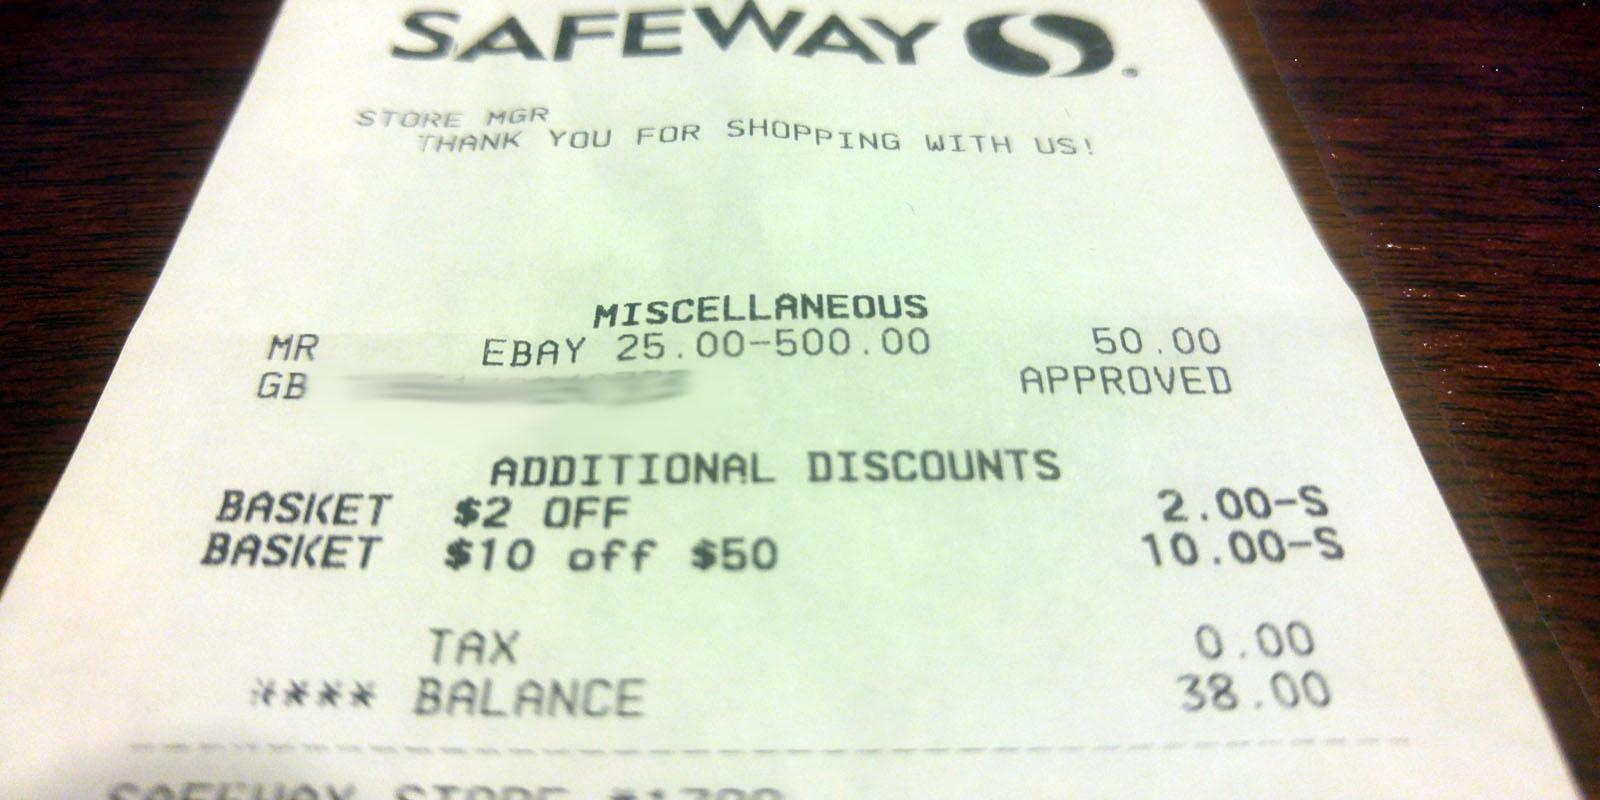 SAFEWAY
STORE MGR
THANK YOU FOR SHOPPING WITH US!
MISCELLANEOUS
MR EBAY 25.00-500.00 50.00
GB APPROVED
ADDITIONAL DISCOUNTS
BASKET $2 OFF 2.00-S
BASKET $10 off $50 10.00-S
TAX 0.00
**** BALANCE 38.00
SAFEWAY STORE